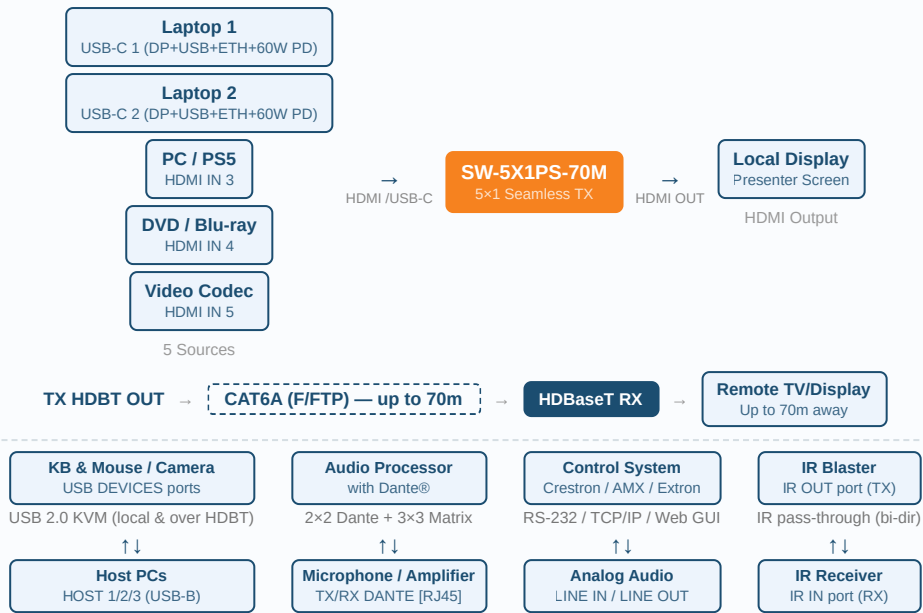 Laptop 1
USB-C 1 (DP+USB+ETH+60W PD)
Laptop 2
USB-C 2 (DP+USB+ETH+60W PD)
PC / PS5
HDMI IN 3
DVD / Blu-ray
HDMI IN 4
Video Codec
HDMI IN 5
5 Sources
→
HDMI /USB-C
SW-5X1PS-70M
5×1 Seamless TX
→
HDMI OUT
Local Display
Presenter Screen
HDMI Output
TX HDBT OUT → CAT6A (F/FTP) — up to 70m → HDBaseT RX →
Remote TV/Display
Up to 70m away
KB & Mouse / Camera
USB DEVICES ports
USB 2.0 KVM (local & over HDBT)
↑↓
Host PCs
HOST 1/2/3 (USB-B)
Audio Processor
with Dante®
2×2 Dante + 3×3 Matrix
↑↓
Microphone / Amplifier
TX/RX DANTE [RJ45]
Control System
Crestron / AMX / Extron
RS-232 / TCP/IP / Web GUI
↑↓
Analog Audio
LINE IN / LINE OUT
IR Blaster
IR OUT port (TX)
IR pass-through (bi-dir)
↑↓
IR Receiver
IR IN port (RX)